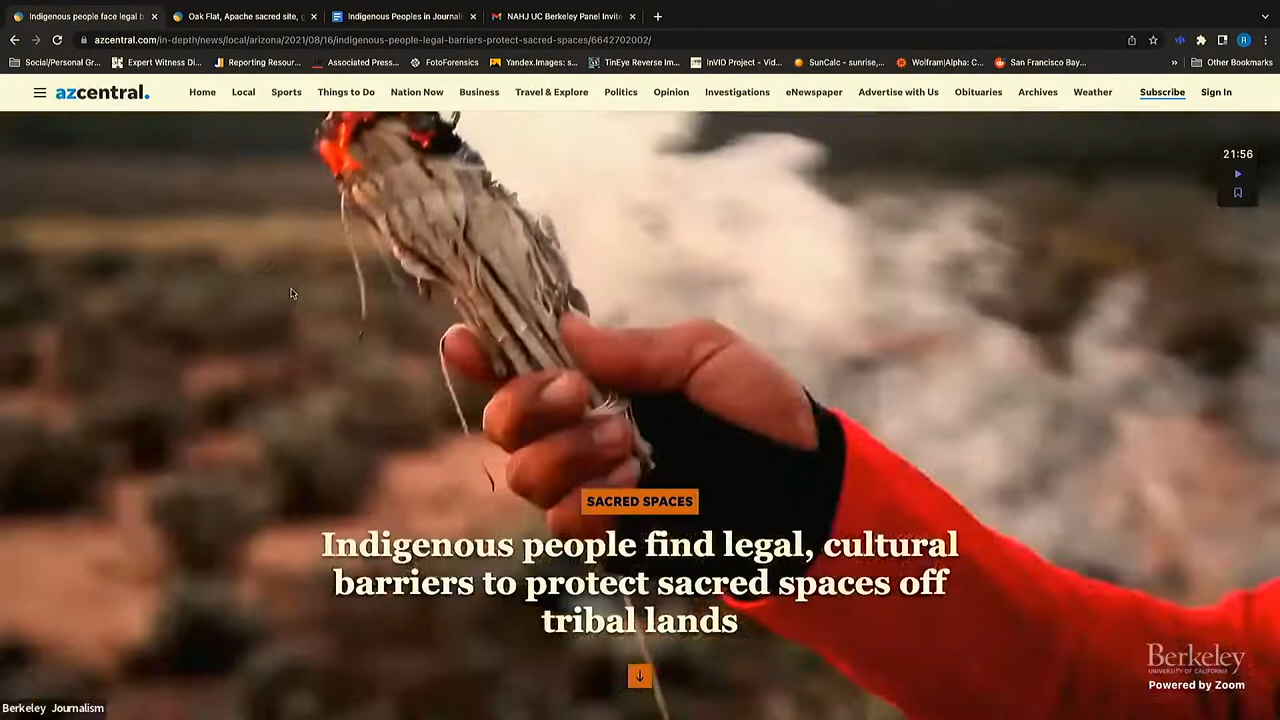 Indigenous people face legal b
Oak Flat, Apache sacred site, g
Indigenous Peoples in Journali
NAHJ UC Berkeley Panel Invite
azcentral.com/in-depth/news/local/arizona/2021/08/16/indigenous-people-legal-barriers-protect-sacred-spaces/6642702002/
R
Social/Personal Gr...
Expert Witness Di...
Reporting Resour...
Associated Press...
FotoForensics
Yandex.Images: s...
TinEye Reverse Im...
InVID Project - Vid...
SunCalc - sunrise,...
Wolfram|Alpha: C...
San Francisco Bay...
»
Other Bookmarks
azcentral.
Home
Local
Sports
Things to Do
Nation Now
Business
Travel & Explore
Politics
Opinion
Investigations
eNewspaper
Advertise with Us
Obituaries
Archives
Weather
Subscribe
Sign In
21:56
SACRED SPACES
Indigenous people find legal, cultural
barriers to protect sacred spaces off
tribal lands
Berkeley
UNIVERSITY OF CALIFORNIA
Powered by Zoom
Berkeley Journalism